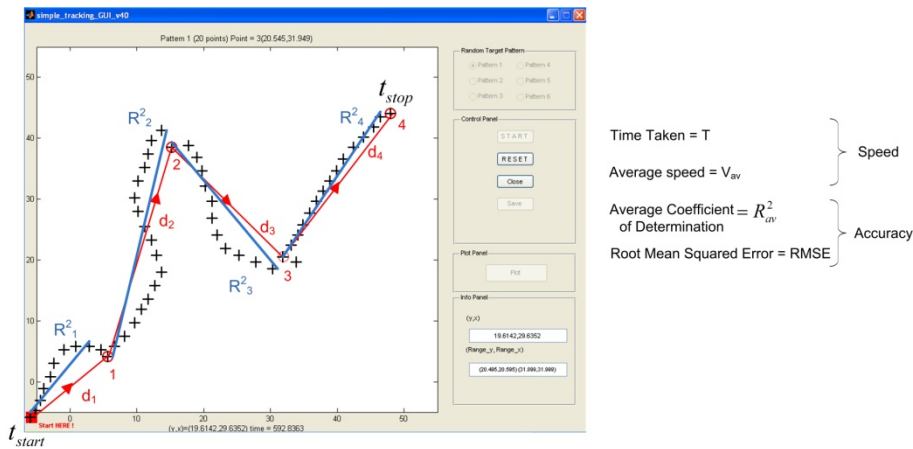 simple_tracking_GUI_v40
Pattern 1 (20 points) Point = 3(20.545,31.949)
50
40
30
20
10
0
0
10
20
30
40
50
t_start
Start HERE !
(y,x)=(19.6142,29.6352) time = 592.8363
R²₁
d₁
1
R²₂
d₂
2
R²₃
d₃
3
R²₄
d₄
4
t_stop
Random Target Pattern
Pattern 1
Pattern 4
Pattern 2
Pattern 5
Pattern 3
Pattern 6
Control Panel
START
RESET
Close
Save
Plot Panel
Plot
Info Panel
(y,x)
19.6142,29.6352
(Range_y, Range_x)
(20.495,20.595) (31.899,31.999)
Time Taken = T
Average speed = Vav
Speed
Average Coefficient = R²av
of Determination
Root Mean Squared Error = RMSE
Accuracy